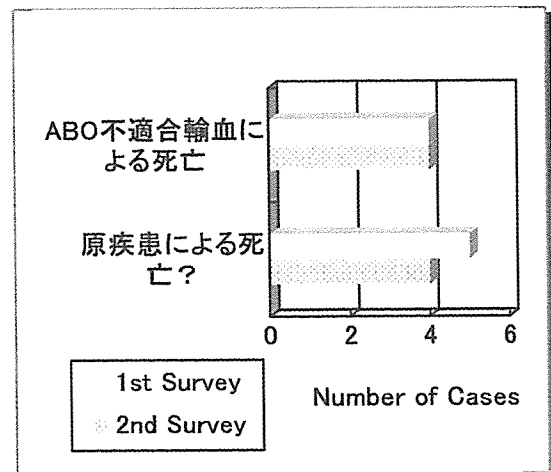 ABO不適合輸血に
よる死亡
原疾患による死
亡？
0 2 4 6
1st Survey
2nd Survey
Number of Cases